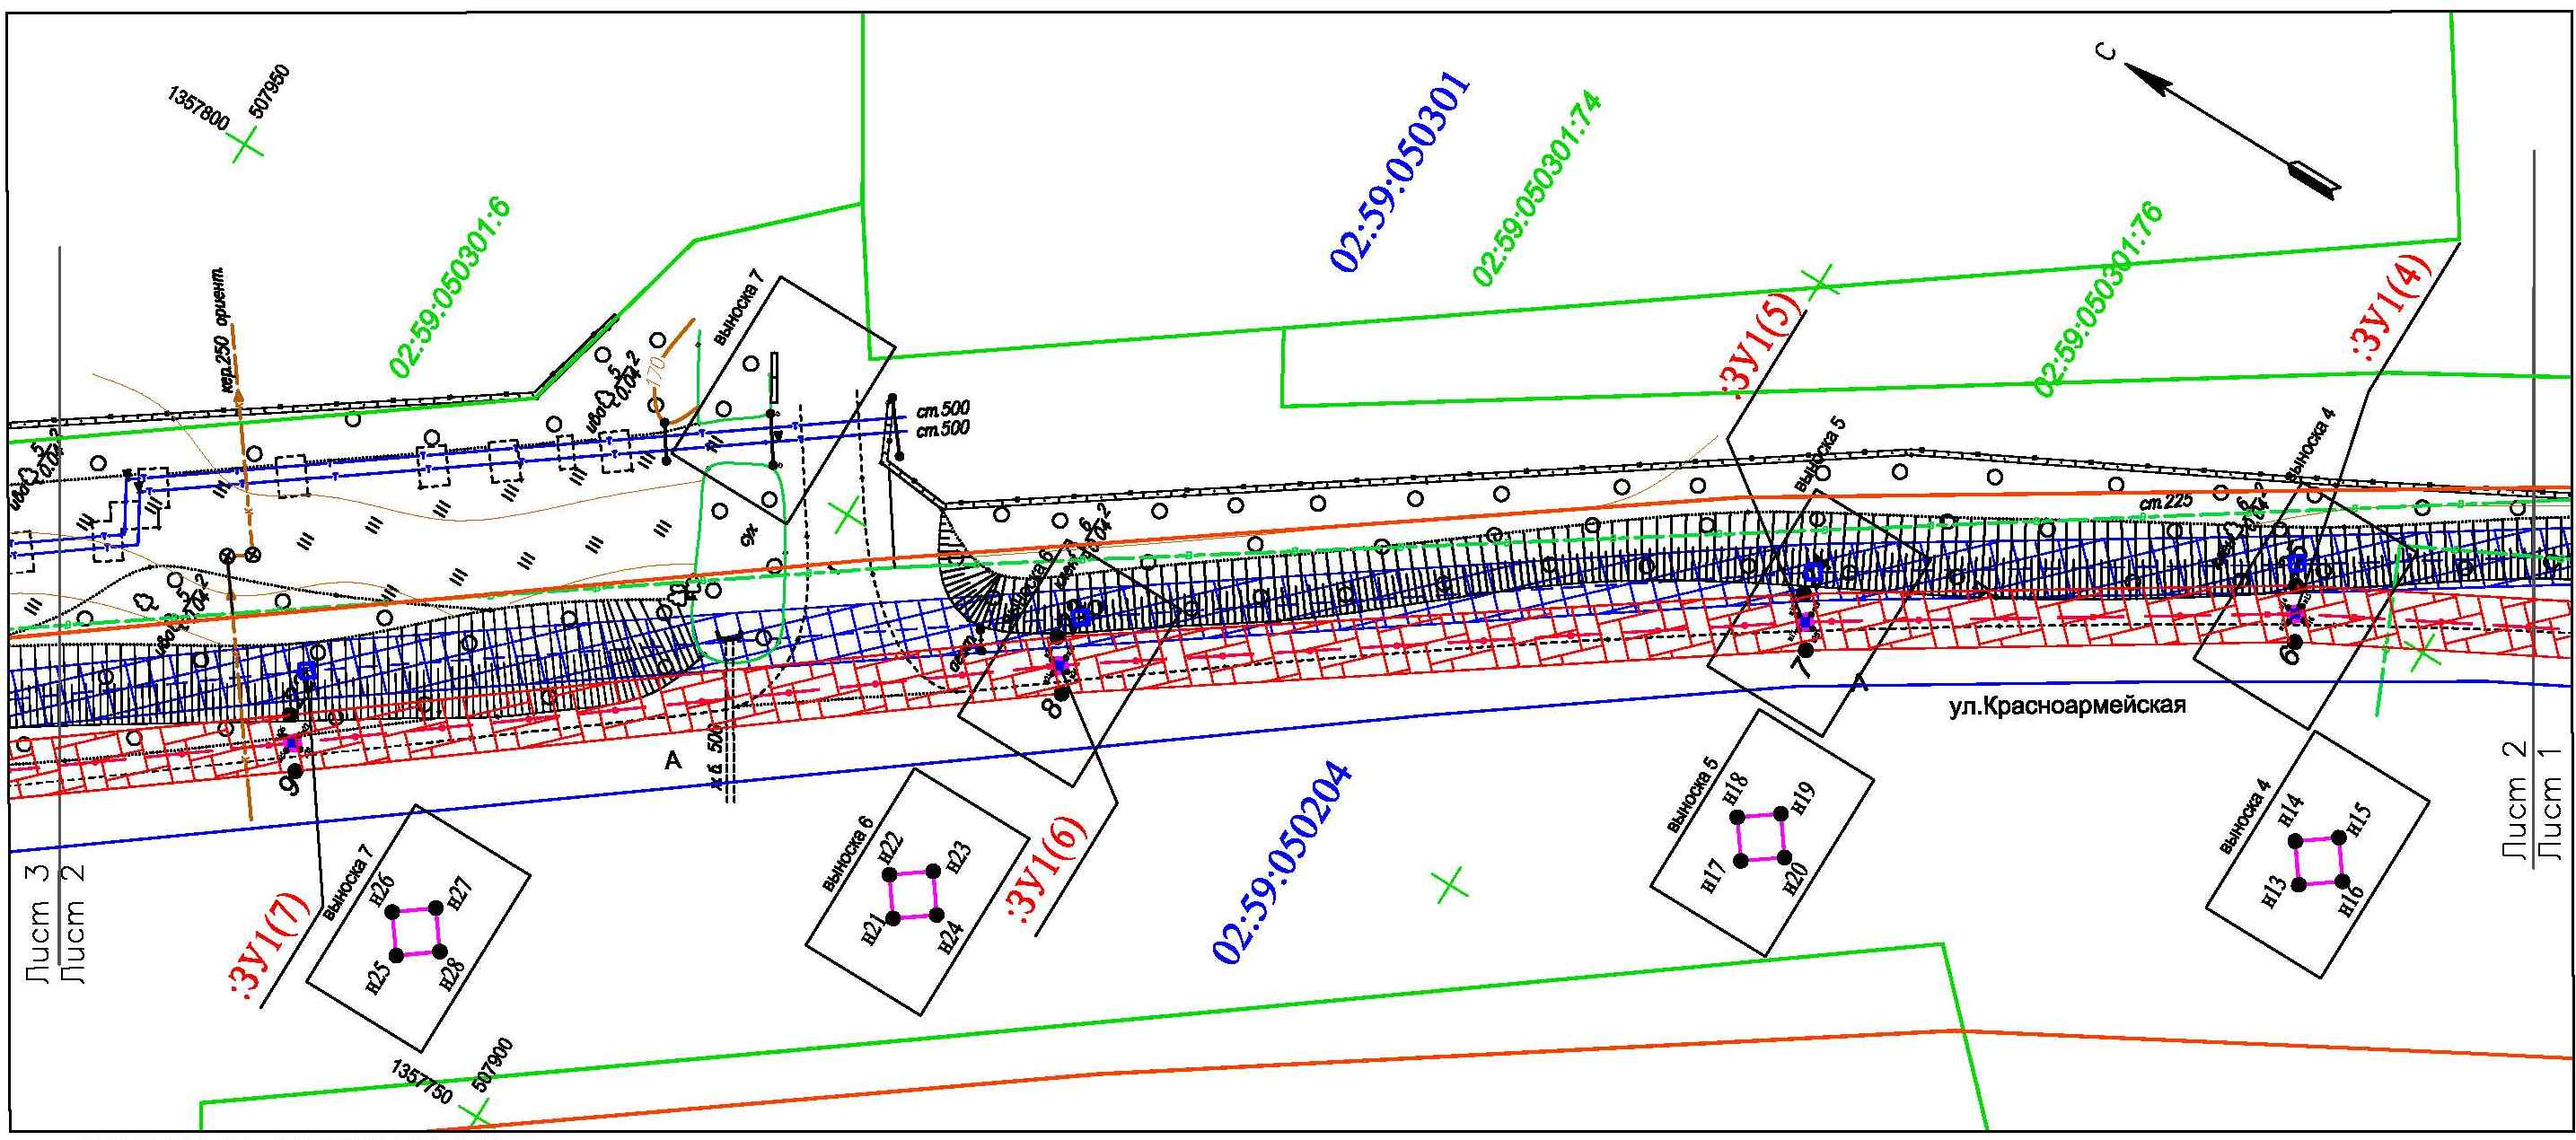 С
1357800
507950
02:59:050301:6
кер.250 ориент.
выноска 7
170
02:59:050301
02:59:050301:74
02:59:050301:76
:ЗУ1(5)
:ЗУ1(4)
ст.500
ст.500
выноска 5
выноска 4
ст.225
выноска 6
А
9
8
7
6
ул.Красноармейская
Лист 3
Лист 2
Лист 2
Лист 1
:ЗУ1(7)
выноска 7
н26
н27
н25
н28
выноска 6
н22
н23
н21
н24
:ЗУ1(6)
02:59:050204
выноска 5
н18
н19
н17
н20
выноска 4
н14
н15
н13
н16
1357750
507900